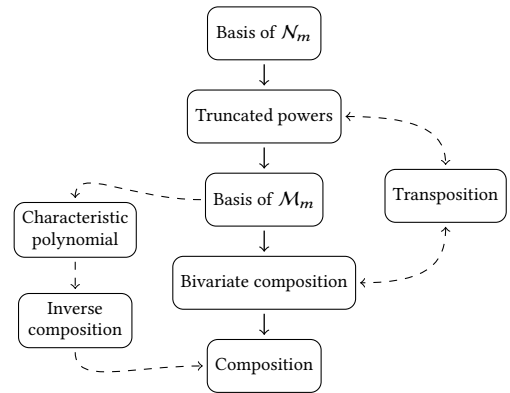 Basis of 𝒩ₘ
Truncated powers
Transposition
Basis of ℳₘ
Characteristic
polynomial
Bivariate composition
Inverse
composition
Composition